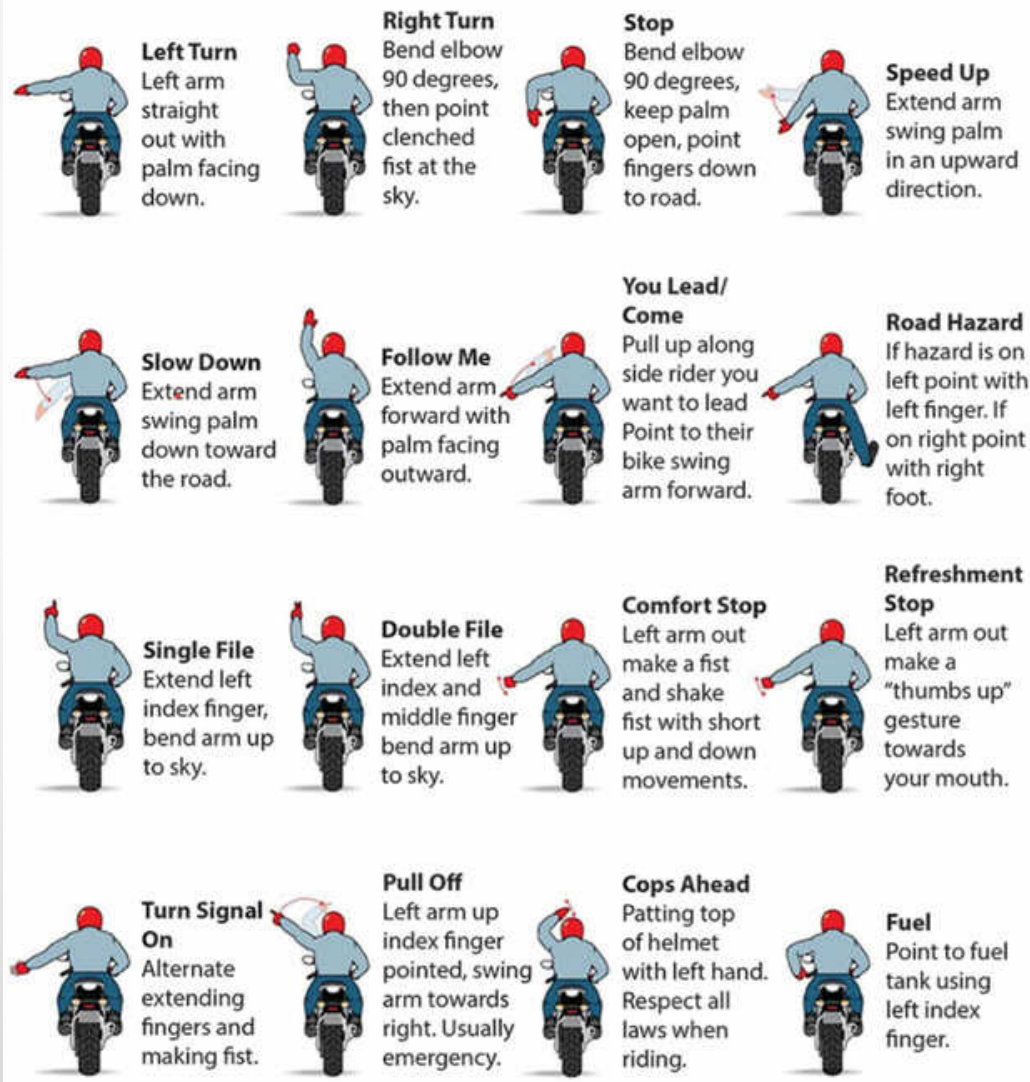 Left Turn
Left arm
straight
out with
palm facing
down.
Right Turn
Bend elbow
90 degrees,
then point
clenched
fist at the
sky.
Stop
Bend elbow
90 degrees,
keep palm
open, point
fingers down
to road.
Speed Up
Extend arm
swing palm
in an upward
direction.
Slow Down
Extend arm
swing palm
down toward
the road.
Follow Me
Extend arm
forward with
palm facing
outward.
You Lead/
Come
Pull up along
side rider you
want to lead
Point to their
bike swing
arm forward.
Road Hazard
If hazard is on
left point with
left finger. If
on right point
with right
foot.
Single File
Extend left
index finger,
bend arm up
to sky.
Double File
Extend left
index and
middle finger
bend arm up
to sky.
Comfort Stop
Left arm out
make a fist
and shake
fist with short
up and down
movements.
Refreshment
Stop
Left arm out
make a
“thumbs up”
gesture
towards
your mouth.
Turn Signal
On
Alternate
extending
fingers and
making fist.
Pull Off
Left arm up
index finger
pointed, swing
arm towards
right. Usually
emergency.
Cops Ahead
Patting top
of helmet
with left hand.
Respect all
laws when
riding.
Fuel
Point to fuel
tank using
left index
finger.